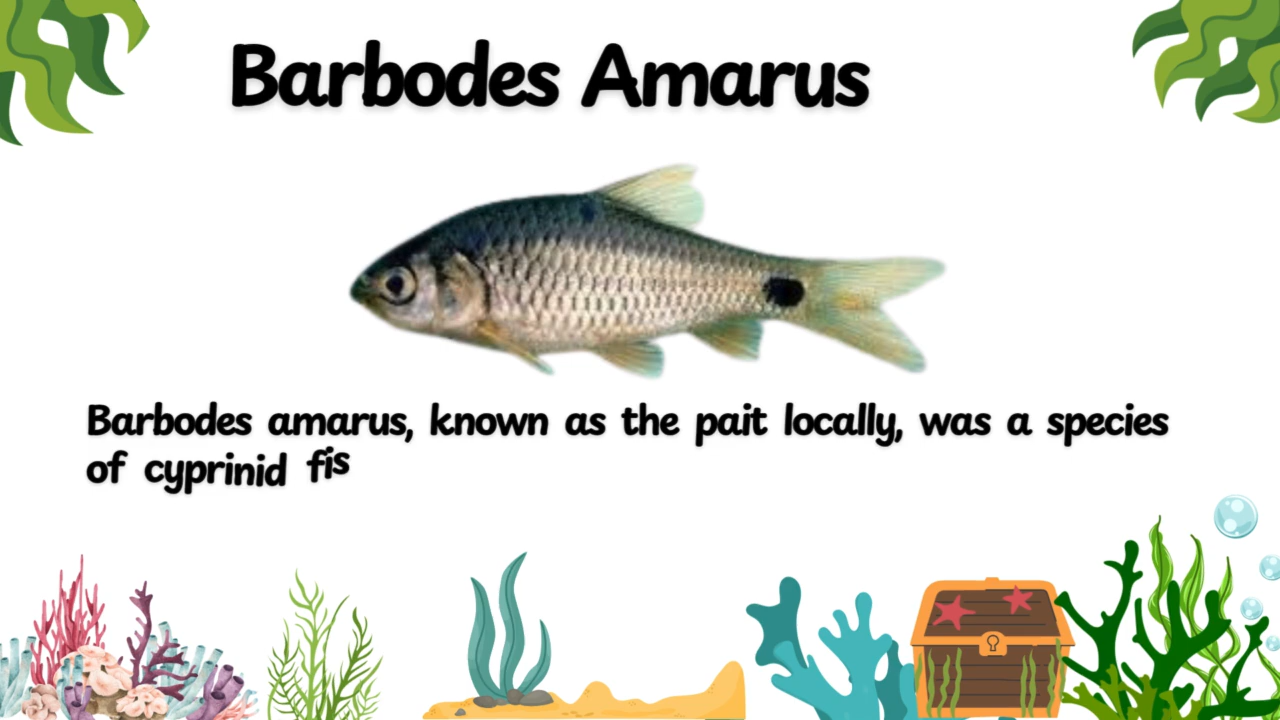 Barbodes Amarus
Barbodes amarus, known as the pait locally, was a species
of cyprinid fis